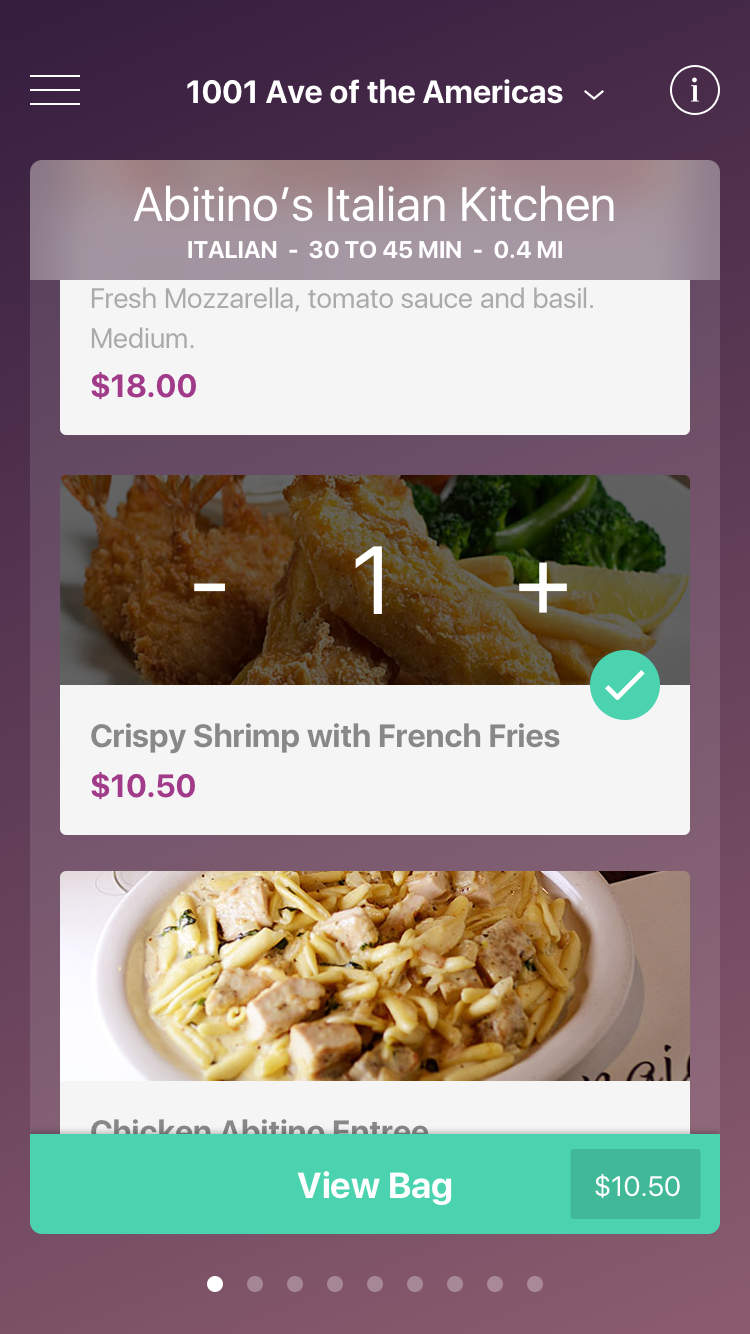 1001 Ave of the Americas
i
Abitino’s Italian Kitchen
ITALIAN - 30 TO 45 MIN - 0.4 MI
Fresh Mozzarella, tomato sauce and basil.
Medium.
$18.00
- 1 +
Crispy Shrimp with French Fries
$10.50
Chicken Abitino Entree
View Bag
$10.50